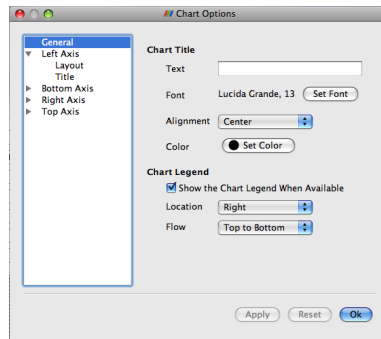 Chart Options
General
Left Axis
Layout
Title
Bottom Axis
Right Axis
Top Axis
Chart Title
Text
Font Lucida Grande, 13 Set Font
Alignment Center
Color Set Color
Chart Legend
Show the Chart Legend When Available
Location Right
Flow Top to Bottom
Apply Reset Ok